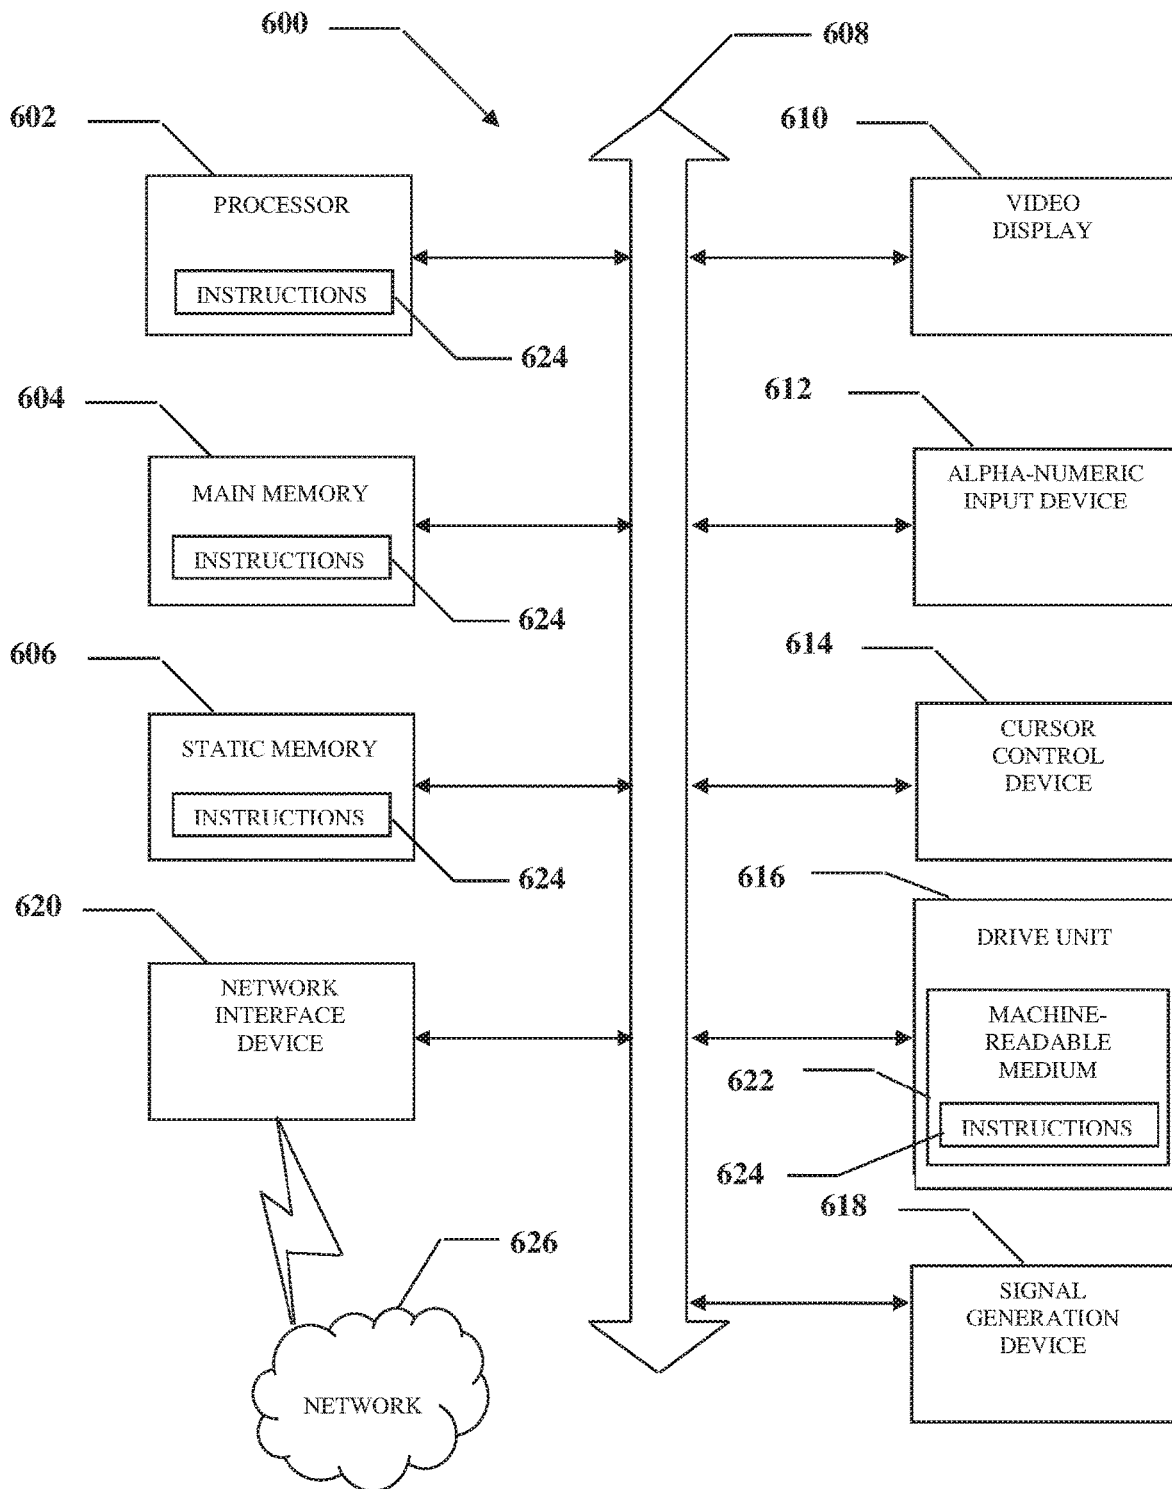 600
608
602
610
PROCESSOR
INSTRUCTIONS
624
VIDEO
DISPLAY
604
612
MAIN MEMORY
INSTRUCTIONS
624
ALPHA-NUMERIC
INPUT DEVICE
606
614
STATIC MEMORY
INSTRUCTIONS
624
CURSOR
CONTROL
DEVICE
620
616
NETWORK
INTERFACE
DEVICE
DRIVE UNIT
MACHINE-
READABLE
MEDIUM
622
INSTRUCTIONS
624
618
626
SIGNAL
GENERATION
DEVICE
NETWORK